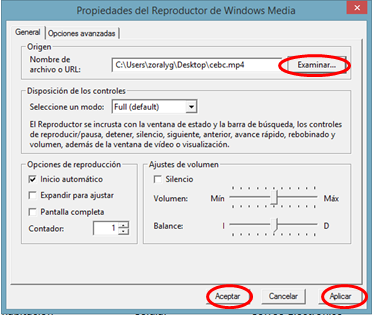 Propiedades del Reproductor de Windows Media
General
Opciones avanzadas
Origen
Nombre de
archivo o URL:
C:\Users\zoralyg\Desktop\cebc.mp4
Examinar...
Disposición de los controles
Seleccione un modo:
Full (default)
El Reproductor se incrusta con la ventana de estado y la barra de búsqueda, los controles
de reproducir/pausa, detener, silencio, siguiente, anterior, avance rápido, rebobinado y
volumen, además de la ventana de vídeo o visualización.
Opciones de reproducción
Inicio automático
Expandir para ajustar
Pantalla completa
Contador:
1
Ajustes de volumen
Silencio
Volumen:
Mín
Máx
Balance:
I
D
Aceptar
Cancelar
Aplicar